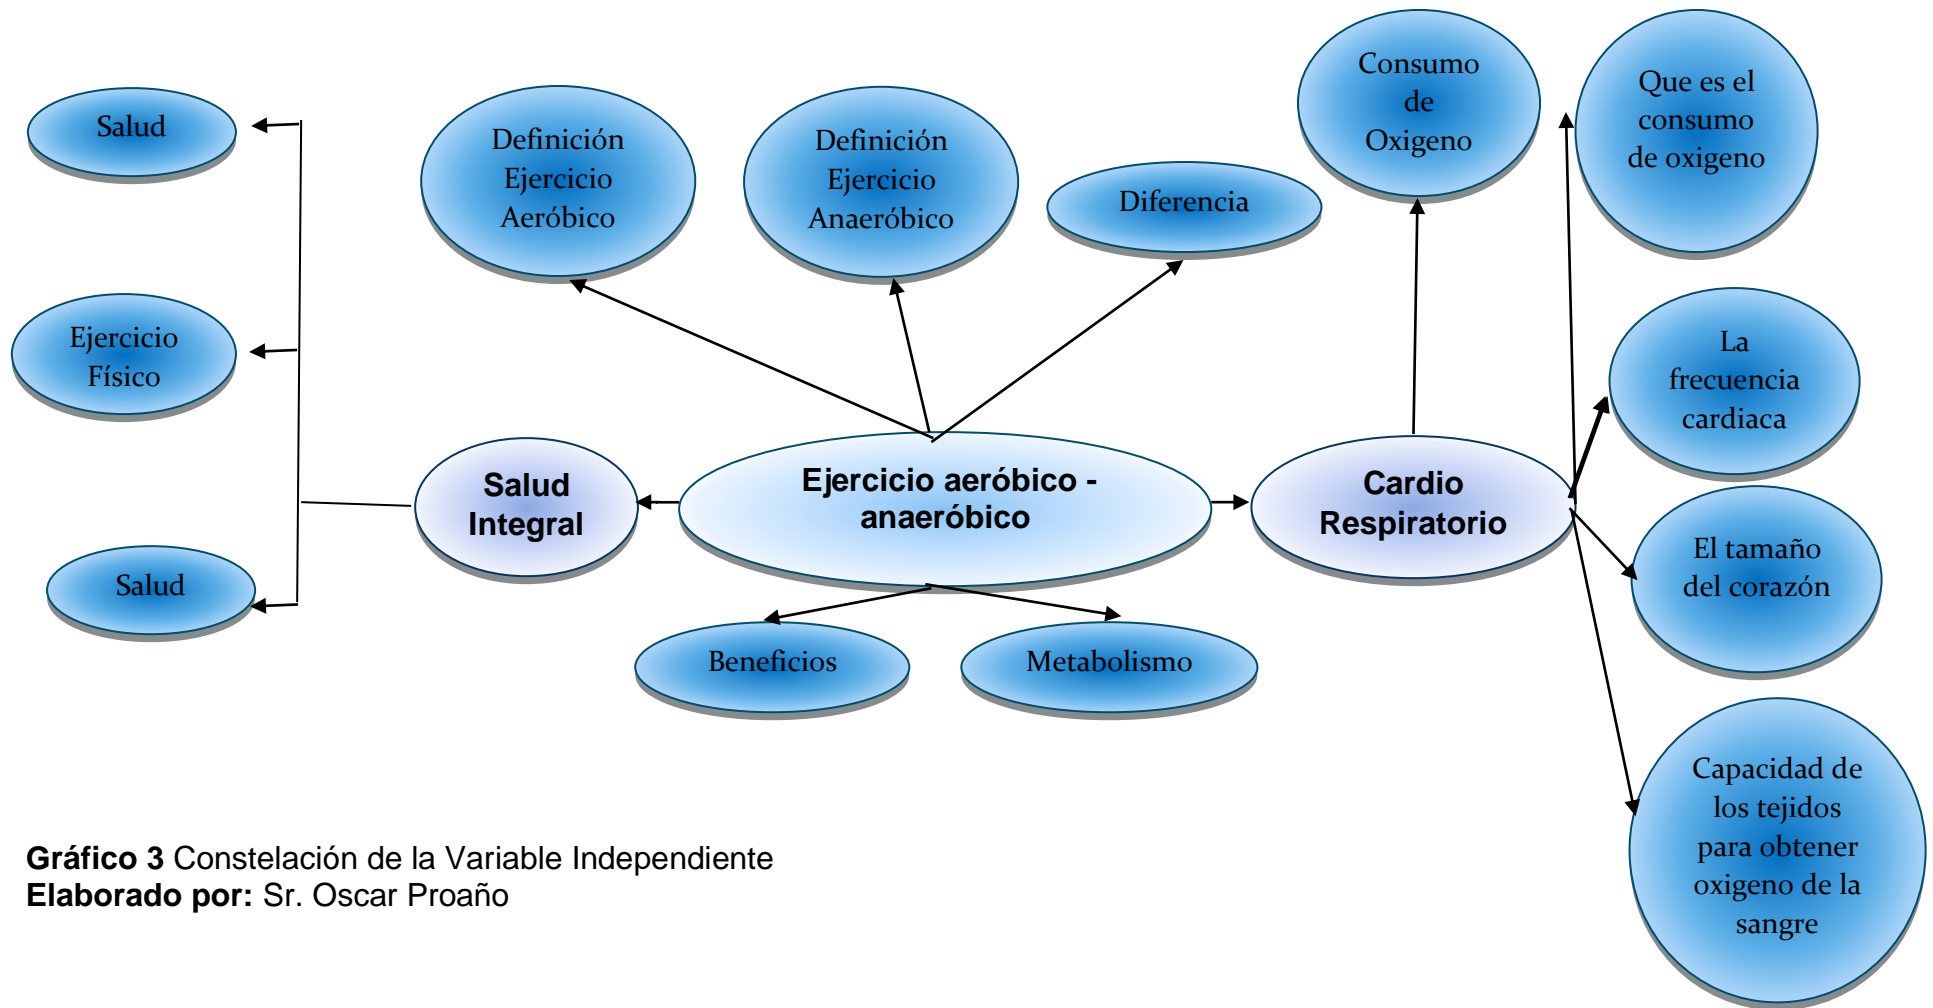 Salud
Ejercicio
Físico
Salud
Salud
Integral
Definición
Ejercicio
Aeróbico
Definición
Ejercicio
Anaeróbico
Diferencia
Ejercicio aeróbico -
anaeróbico
Beneficios
Metabolismo
Consumo
de
Oxigeno
Cardio
Respiratorio
Que es el
consumo
de oxigeno
La
frecuencia
cardiaca
El tamaño
del corazón
Capacidad de
los tejidos
para obtener
oxigeno de la
sangre
Gráfico 3 Constelación de la Variable Independiente
Elaborado por: Sr. Oscar Proaño